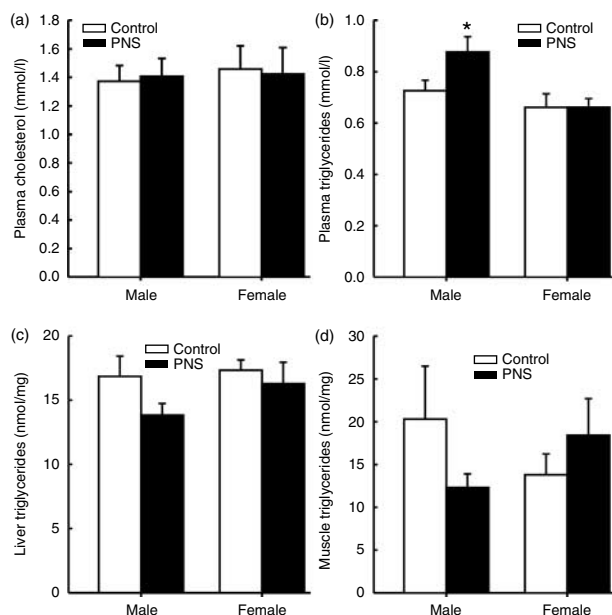 (a)
Control
PNS
Plasma cholesterol (mmol/l)
1.8
1.6
1.4
1.2
1.0
0.8
0.6
0.4
0.2
0.0
Male
Female
(b)
*
Control
PNS
Plasma triglycerides (mmol/l)
1.0
0.8
0.6
0.4
0.2
0.0
Male
Female
(c)
Control
PNS
Liver triglycerides (nmol/mg)
20
15
10
5
0
Male
Female
(d)
Control
PNS
Muscle triglycerides (nmol/mg)
30
25
20
15
10
5
0
Male
Female